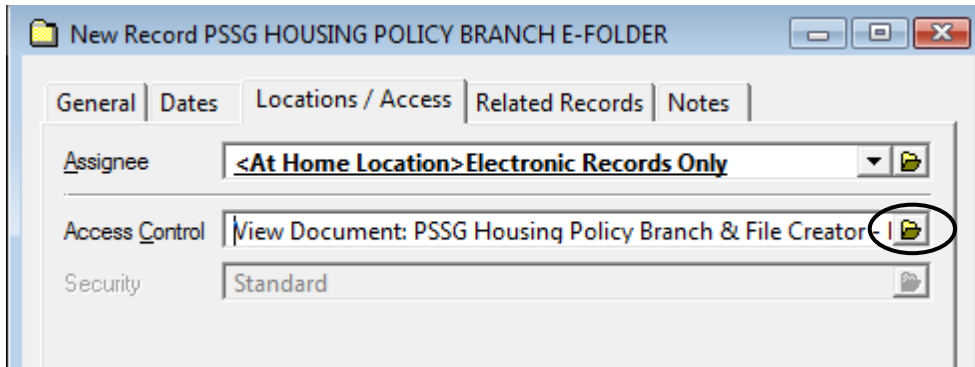 New Record PSSG HOUSING POLICY BRANCH E-FOLDER
General Dates Locations / Access Related Records Notes
Assignee <At Home Location>Electronic Records Only
Access Control View Document: PSSG Housing Policy Branch & File Creator -
Security Standard